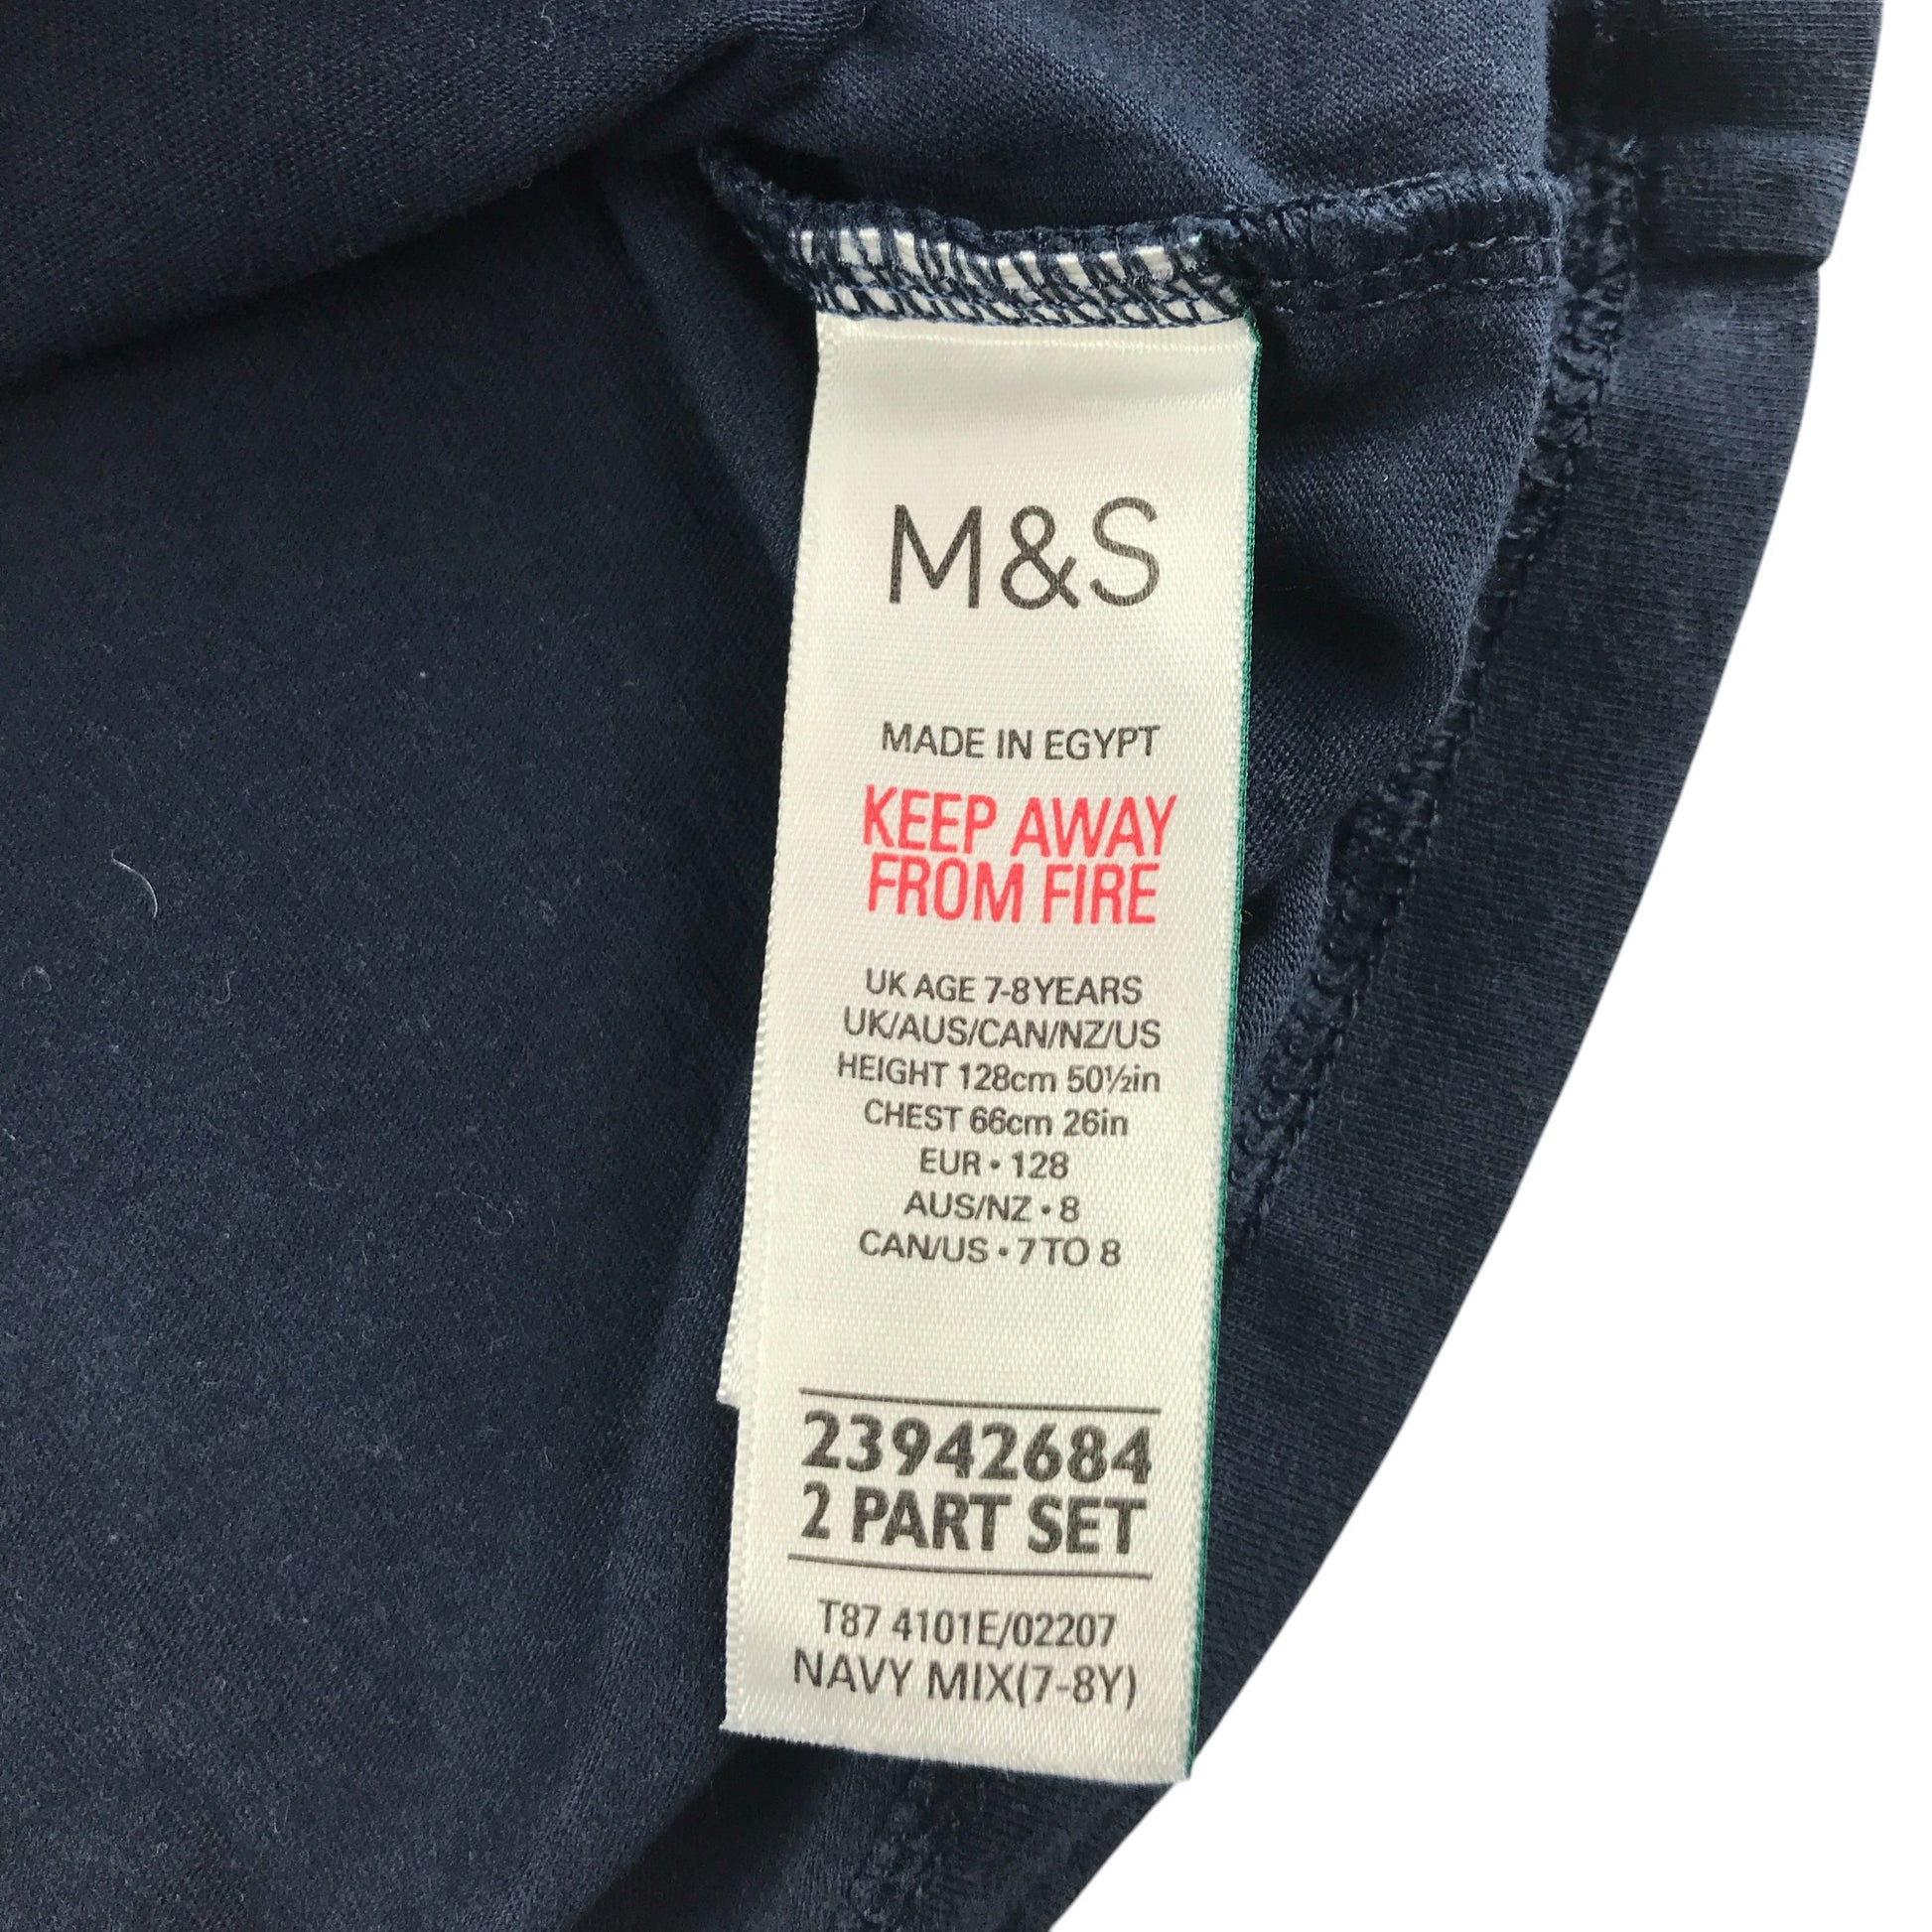 M&S
MADE IN EGYPT
KEEP AWAY
FROM FIRE
UK AGE 7-8YEARS
UK/AUS/CAN/NZ/US
HEIGHT 128cm 50½in
CHEST 66cm 26in
EUR • 128
AUS/NZ • 8
CAN/US • 7 TO 8
23942684
2 PART SET
T87 4101E/02207
NAVY MIX(7-8Y)